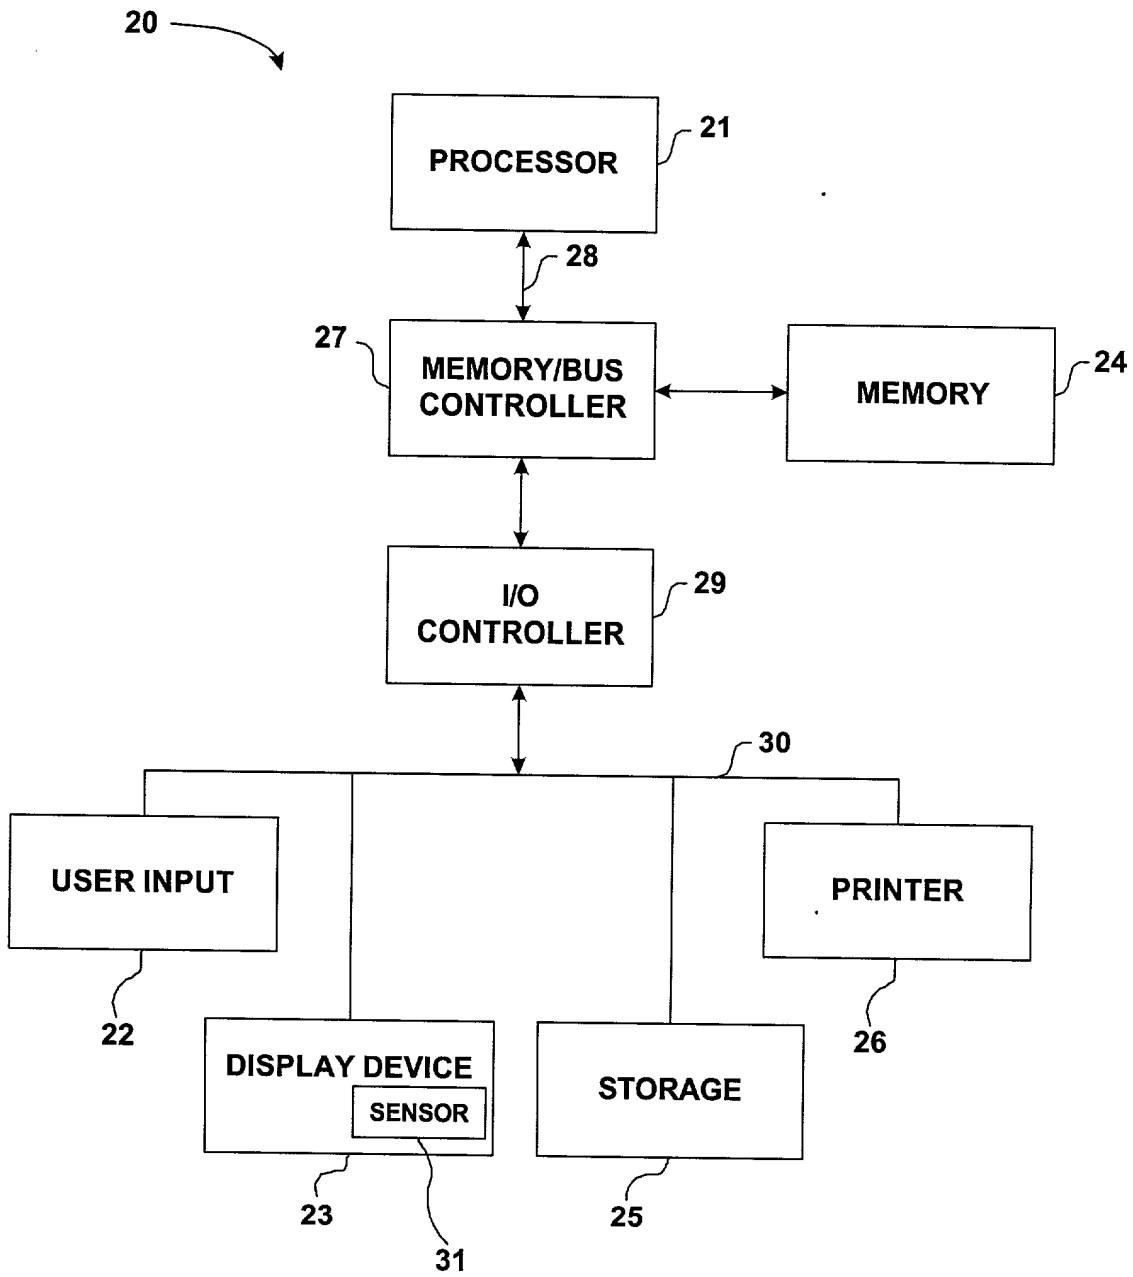 20
PROCESSOR
21
28
27
MEMORY/BUS
CONTROLLER
MEMORY
24
I/O
CONTROLLER
29
30
USER INPUT
22
PRINTER
26
DISPLAY DEVICE
SENSOR
23
31
STORAGE
25